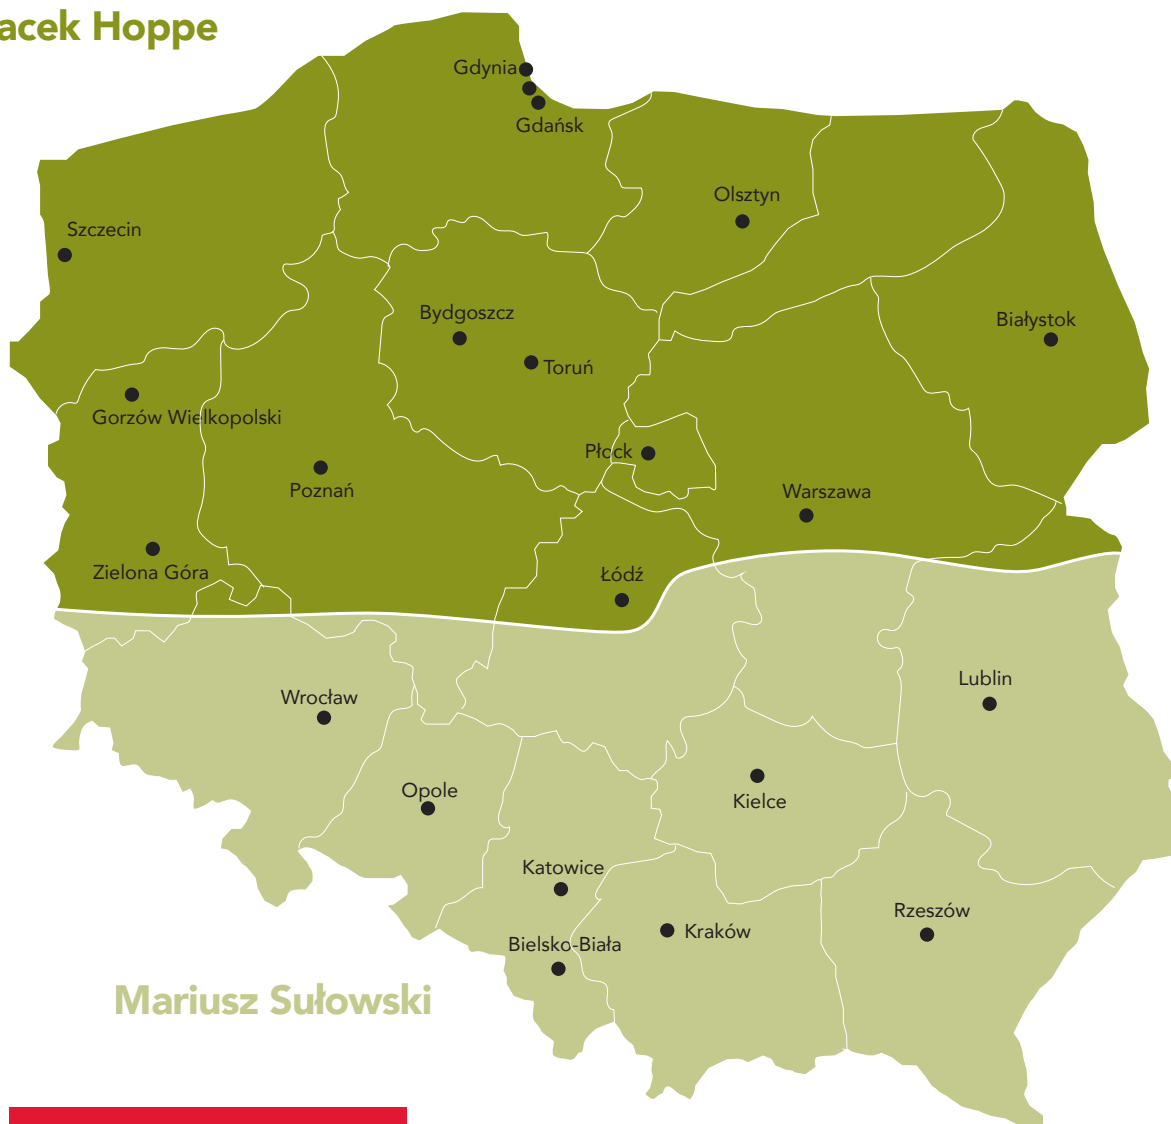 acek Hoppe
Gdynia
Gdańsk
Olsztyn
Szczecin
Bydgoszcz
Białystok
Toruń
Gorzów Wielkopolski
Płock
Poznań
Warszawa
Zielona Góra
Łódź
Lublin
Wrocław
Opole
Kielce
Katowice
Rzeszów
Kraków
Bielsko-Biała
Mariusz Sułowski